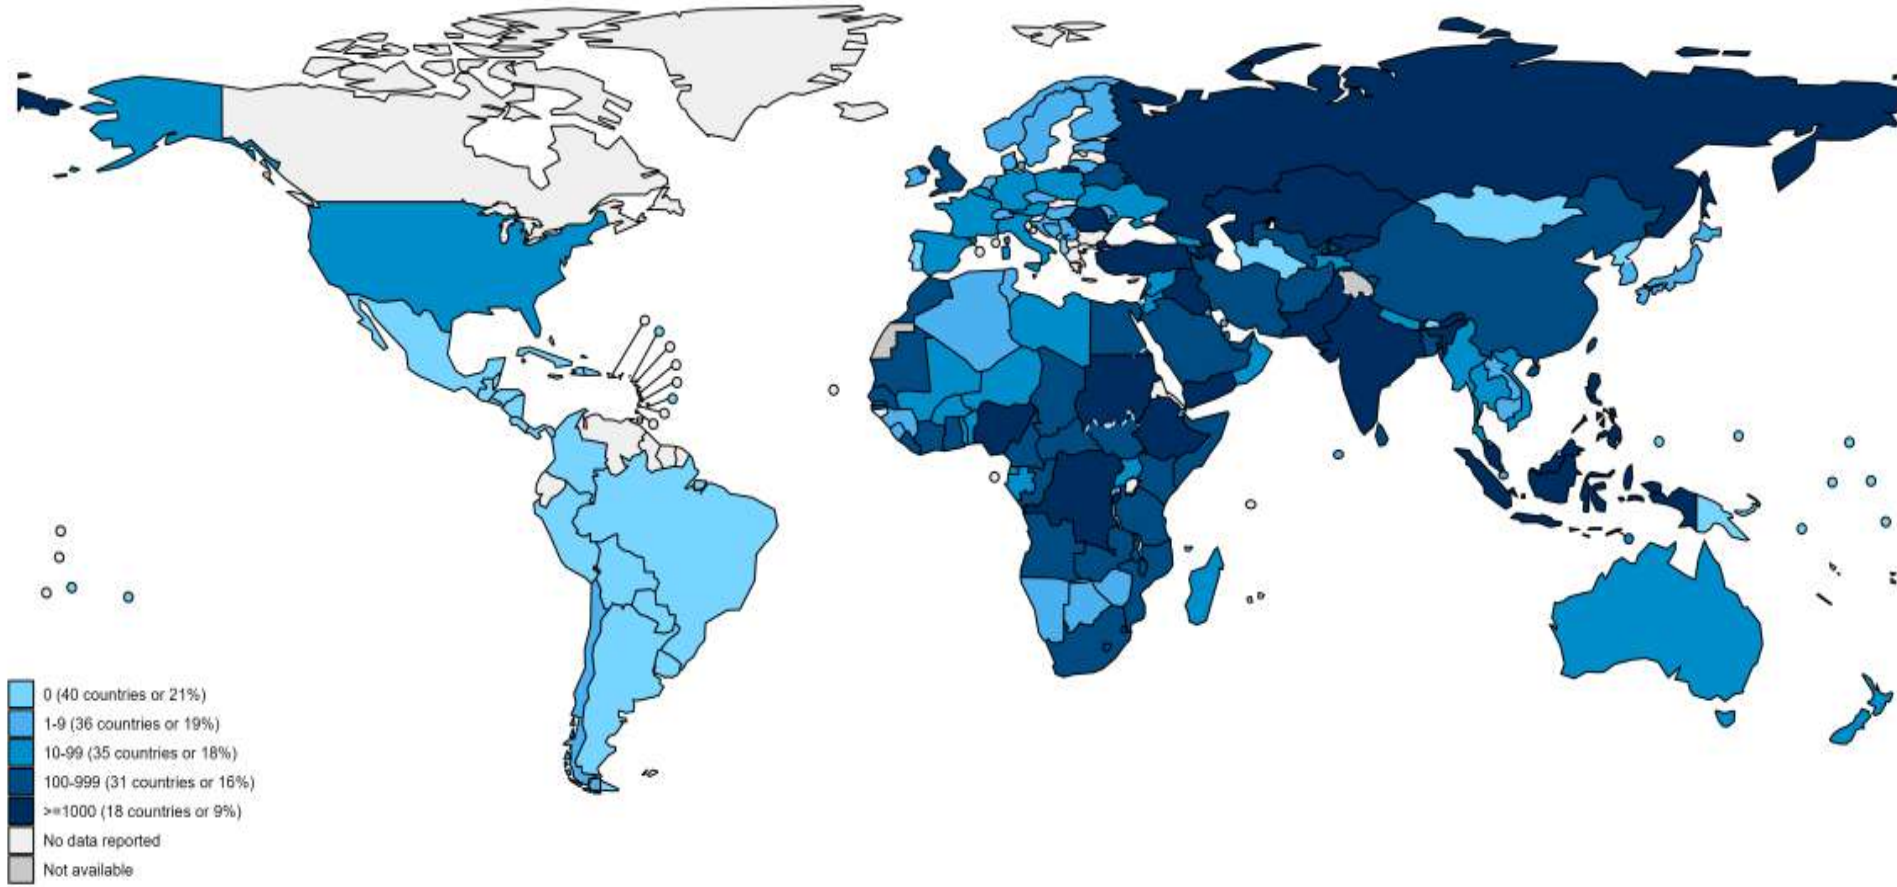 0 (40 countries or 21%)
1-9 (36 countries or 19%)
10-99 (35 countries or 18%)
100-999 (31 countries or 16%)
>=1000 (18 countries or 9%)
No data reported
Not available